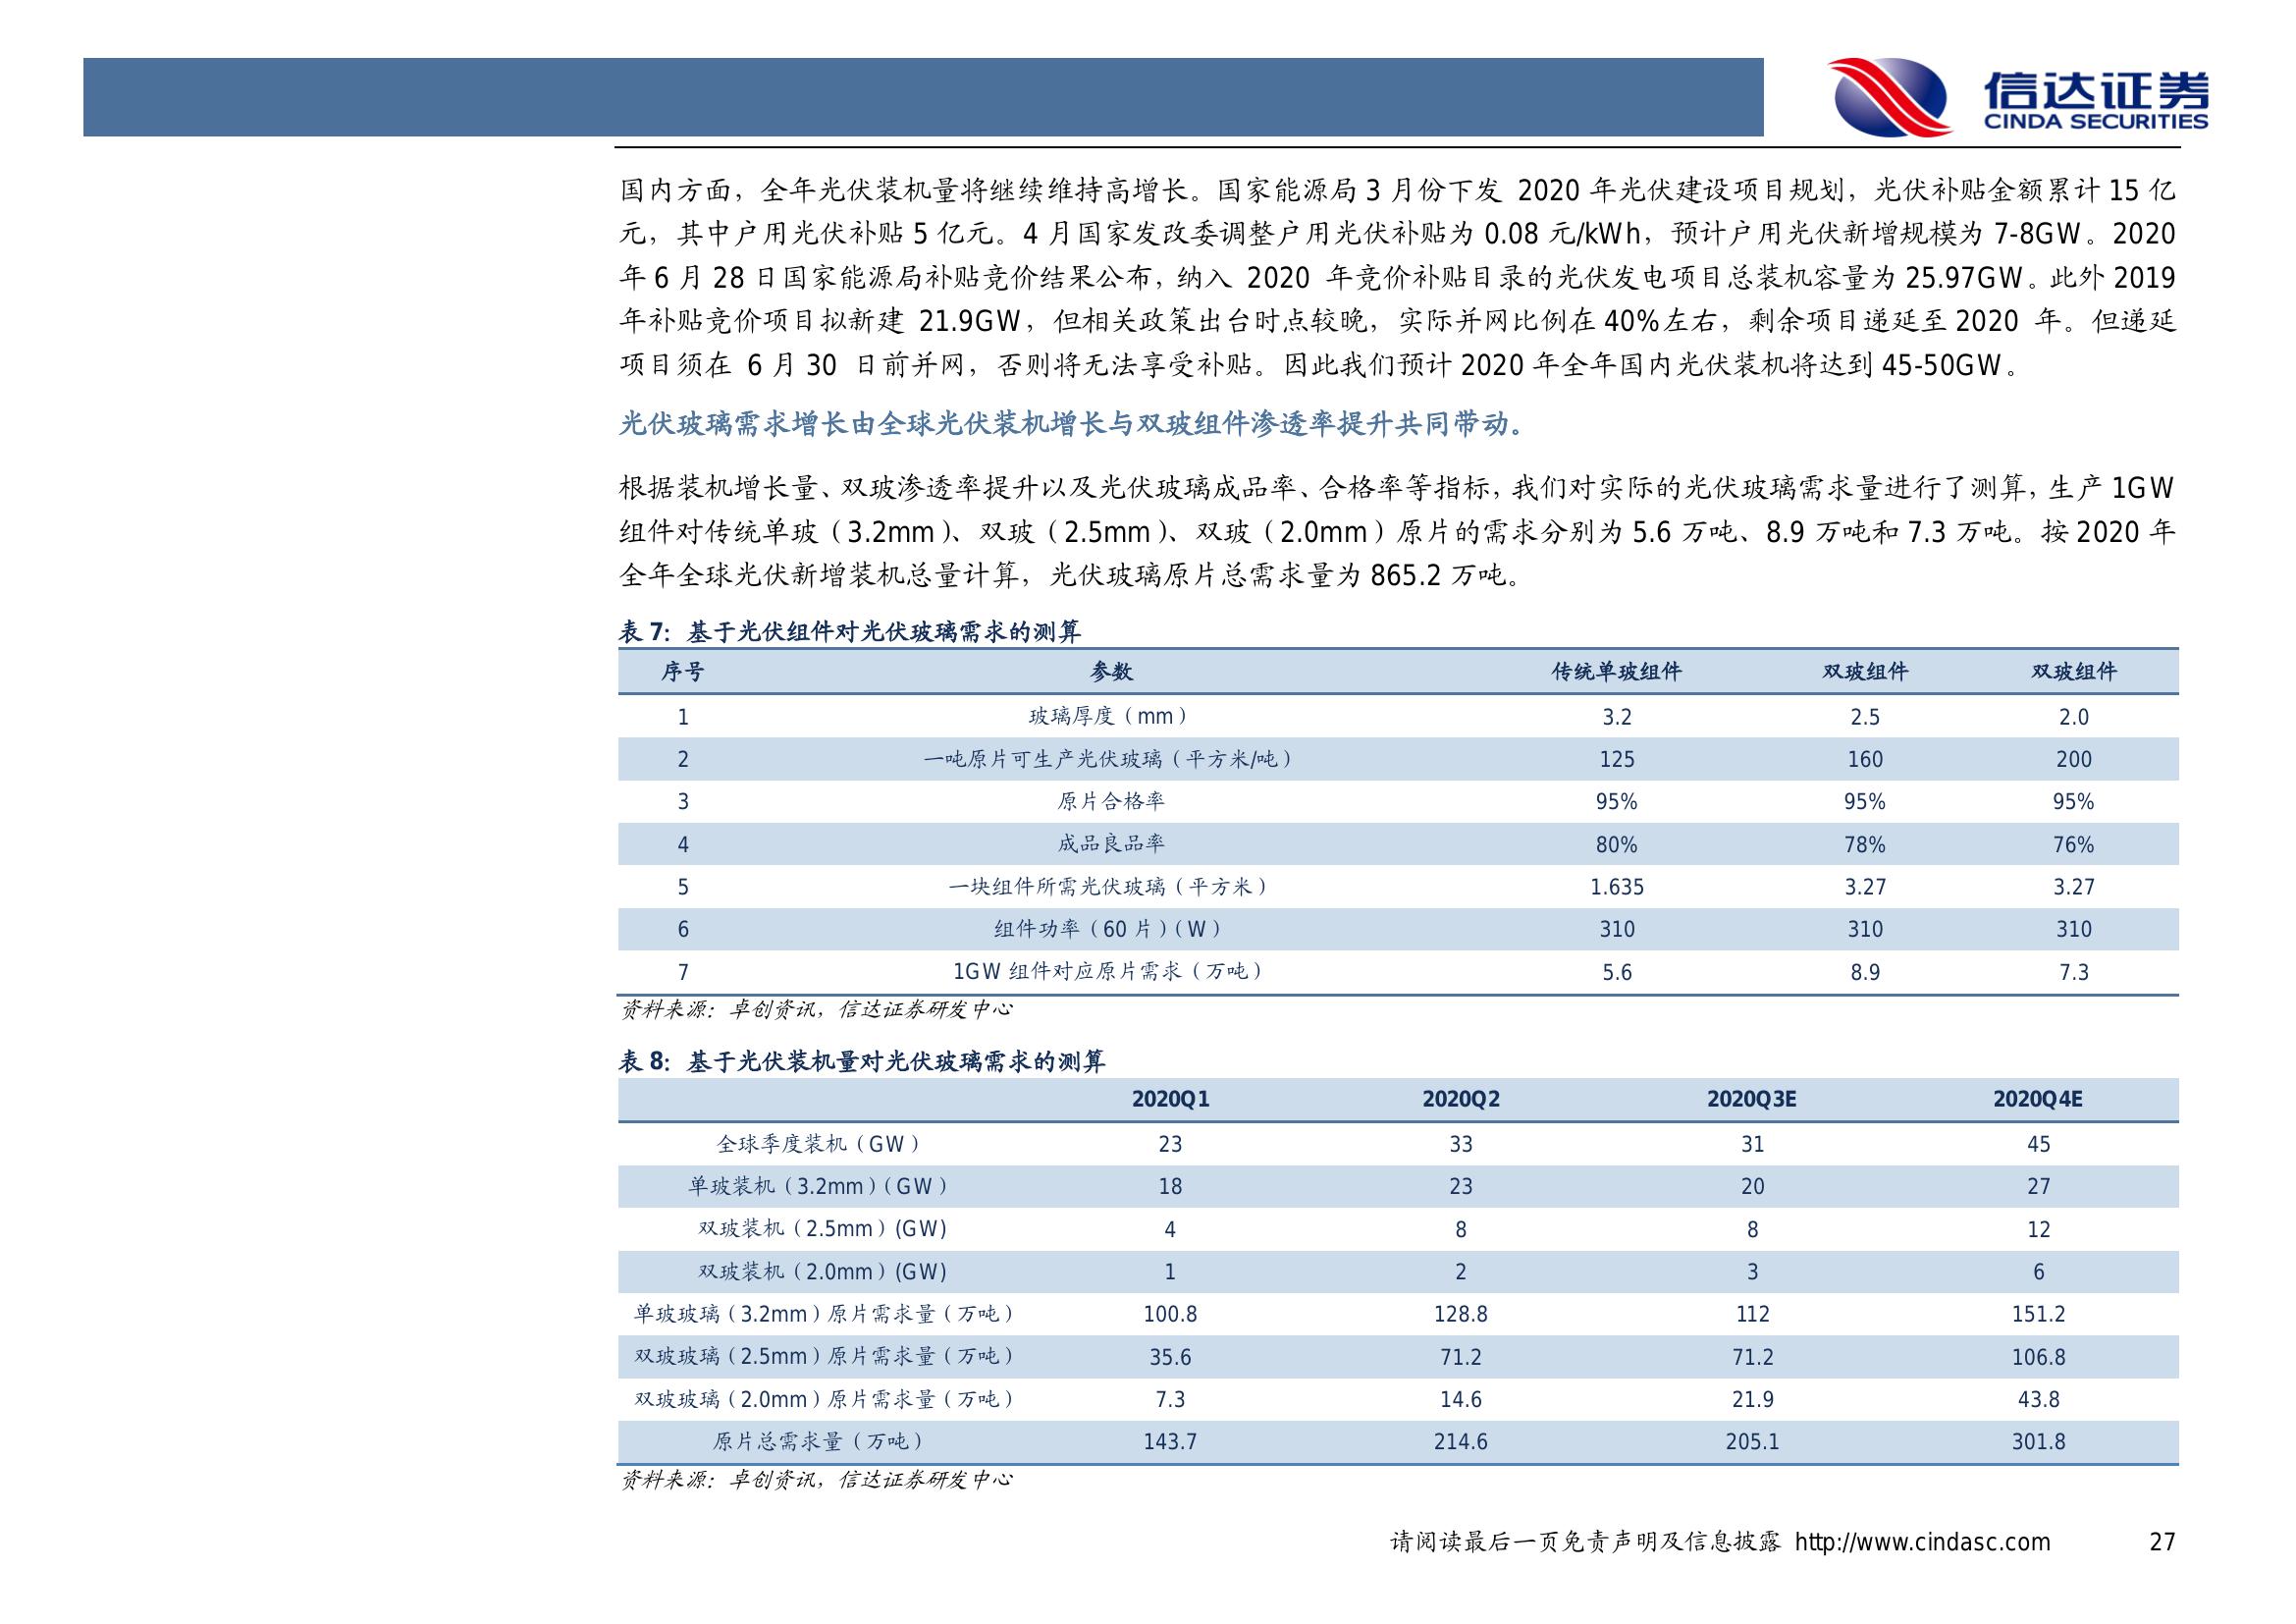 信达证券
CINDA SECURITIES
国内方面，全年光伏装机量将继续维持高增长。国家能源局 3 月份下发 2020 年光伏建设项目规划，光伏补贴金额累计 15 亿
元，其中户用光伏补贴 5 亿元。4 月国家发改委调整户用光伏补贴为 0.08 元/kWh，预计户用光伏新增规模为 7-8GW。2020
年 6 月 28 日国家能源局补贴竞价结果公布，纳入 2020 年竞价补贴目录的光伏发电项目总装机容量为 25.97GW。此外 2019
年补贴竞价项目拟新建 21.9GW，但相关政策出台时点较晚，实际并网比例在 40%左右，剩余项目递延至 2020 年。但递延
项目须在 6 月 30 日前并网，否则将无法享受补贴。因此我们预计 2020 年全年国内光伏装机将达到 45-50GW。
光伏玻璃需求增长由全球光伏装机增长与双玻组件渗透率提升共同带动。
根据装机增长量、双玻渗透率提升以及光伏玻璃成品率、合格率等指标，我们对实际的光伏玻璃需求量进行了测算，生产 1GW
组件对传统单玻（3.2mm）、双玻（2.5mm）、双玻（2.0mm）原片的需求分别为 5.6 万吨、8.9 万吨和 7.3 万吨。按 2020 年
全年全球光伏新增装机总量计算，光伏玻璃原片总需求量为 865.2 万吨。
表 7：基于光伏组件对光伏玻璃需求的测算
序号 参数 传统单玻组件 双玻组件 双玻组件
1 玻璃厚度（mm） 3.2 2.5 2.0
2 一吨原片可生产光伏玻璃（平方米/吨） 125 160 200
3 原片合格率 95% 95% 95%
4 成品良品率 80% 78% 76%
5 一块组件所需光伏玻璃（平方米） 1.635 3.27 3.27
6 组件功率（60 片）（W） 310 310 310
7 1GW 组件对应原片需求（万吨） 5.6 8.9 7.3
资料来源：卓创资讯，信达证券研发中心
表 8：基于光伏装机量对光伏玻璃需求的测算
2020Q1 2020Q2 2020Q3E 2020Q4E
全球季度装机（GW） 23 33 31 45
单玻装机（3.2mm）（GW） 18 23 20 27
双玻装机（2.5mm）(GW) 4 8 8 12
双玻装机（2.0mm）(GW) 1 2 3 6
单玻玻璃（3.2mm）原片需求量（万吨） 100.8 128.8 112 151.2
双玻玻璃（2.5mm）原片需求量（万吨） 35.6 71.2 71.2 106.8
双玻玻璃（2.0mm）原片需求量（万吨） 7.3 14.6 21.9 43.8
原片总需求量（万吨） 143.7 214.6 205.1 301.8
资料来源：卓创资讯，信达证券研发中心
请阅读最后一页免责声明及信息披露 http://www.cindasc.com 27